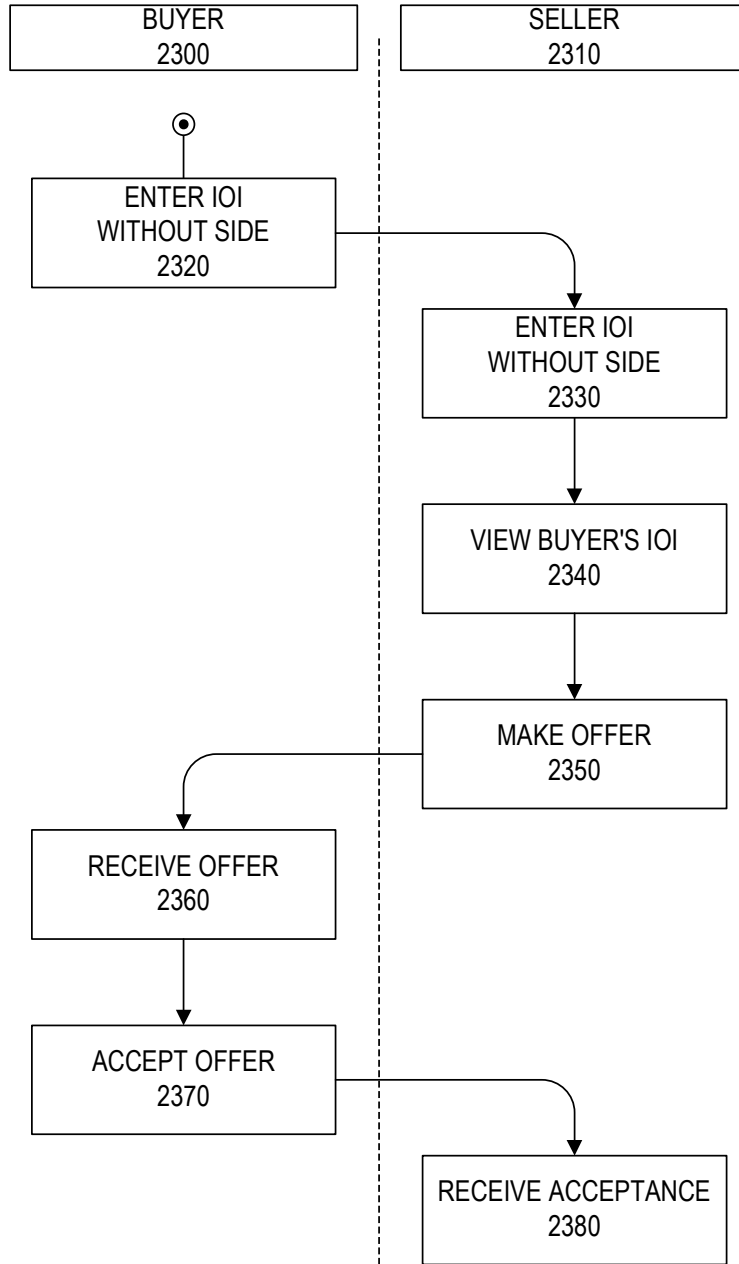 BUYER
2300
SELLER
2310
ENTER IOI
WITHOUT SIDE
2320
ENTER IOI
WITHOUT SIDE
2330
VIEW BUYER'S IOI
2340
MAKE OFFER
2350
RECEIVE OFFER
2360
ACCEPT OFFER
2370
RECEIVE ACCEPTANCE
2380